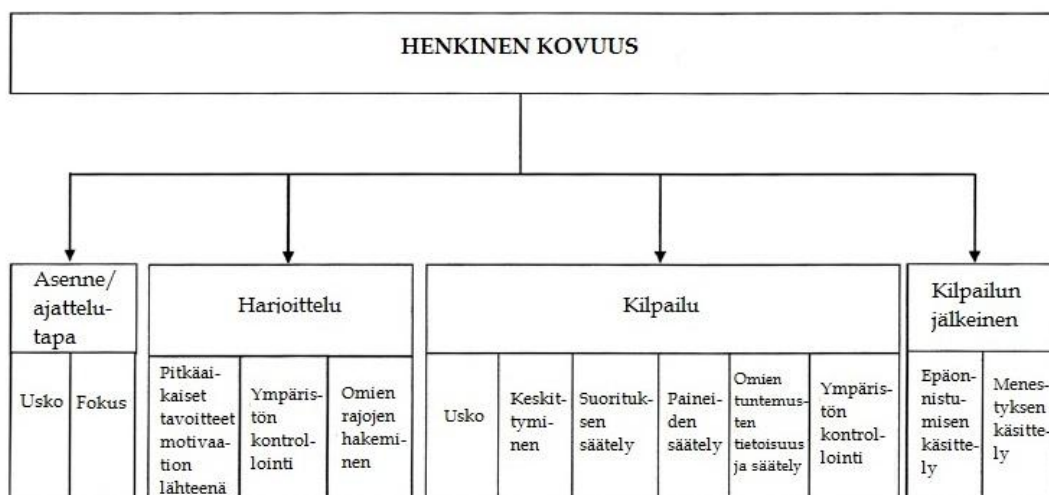 HENKINEN KOVUUS
Asenne/
ajattelu-
tapa
Harjoittelu
Kilpailu
Kilpailun
jälkeinen
Usko
Fokus
Pitkäai-
kaiset
tavoitteet
motivaa-
tion
lähteenä
Ympäris-
tön
kontrol-
lointi
Omien
rajojen
hakemi-
nen
Usko
Keskit-
tymi-
nen
Suorituk-
sen
säätely
Painei-
den
säätely
Omien
tuntemus-
ten
tietoisuus
ja säätely
Ympäris-
tön
kontrol-
lointi
Epäon-
nistumi-
sen
käsitte-
ly
Menes-
tyksen
käsitte-
ly